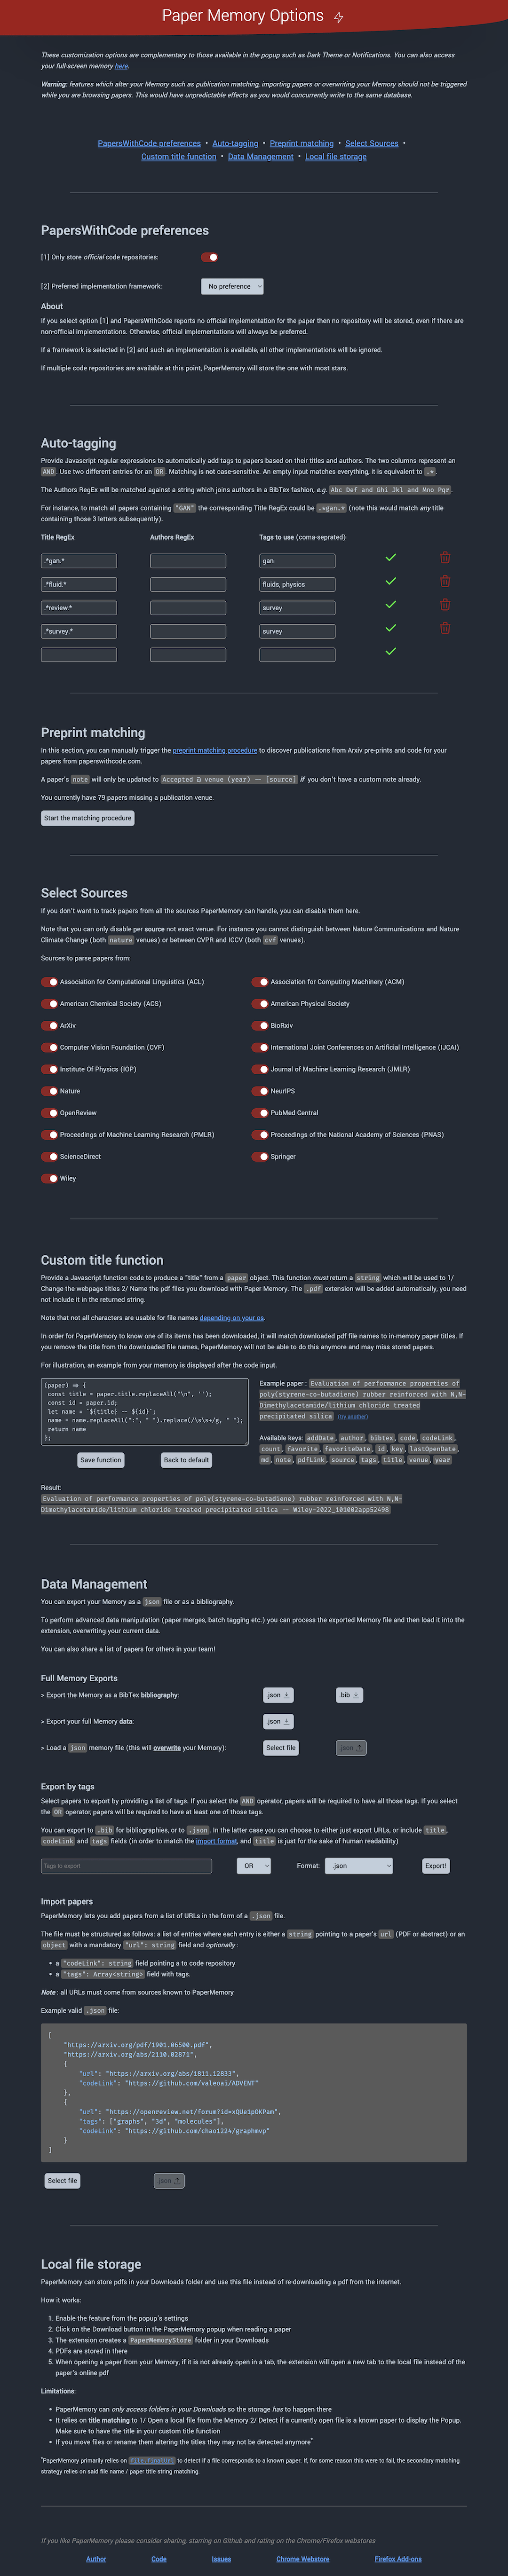 Paper Memory Options
These customization options are complementary to those available in the popup such as Dark Theme or Notifications. You can also access
your full-screen memory here.
Warning: features which alter your Memory such as publication matching, importing papers or overwriting your Memory should not be triggered
while you are browsing papers. This would have unpredictable effects as you would concurrently write to the same database.
PapersWithCode preferences • Auto-tagging • Preprint matching • Select Sources •
Custom title function • Data Management • Local file storage
PapersWithCode preferences
[1] Only store official code repositories:
[2] Preferred implementation framework: No preference
About
If you select option [1] and PapersWithCode reports no official implementation for the paper then no repository will be stored, even if there are
non-official implementations. Otherwise, official implementations will always be preferred.
If a framework is selected in [2] and such an implementation is available, all other implementations will be ignored.
If multiple code repositories are available at this point, PaperMemory will store the one with most stars.
Auto-tagging
Provide Javascript regular expressions to automatically add tags to papers based on their titles and authors. The two columns represent an
AND. Use two different entries for an OR. Matching is not case-sensitive. An empty input matches everything, it is equivalent to .*.
The Authors RegEx will be matched against a string which joins authors in a BibTex fashion, e.g. Abc Def and Ghi Jkl and Mno Pqr.
For instance, to match all papers containing "GAN" the corresponding Title RegEx could be .*gan.* (note this would match any title
containing those 3 letters subsequently).
Title RegEx Authors RegEx Tags to use (coma-seprated)
.*gan.* gan
.*fluid.* fluids, physics
.*review.* survey
.*survey.* survey
Preprint matching
In this section, you can manually trigger the preprint matching procedure to discover publications from Arxiv pre-prints and code for your
papers from paperswithcode.com.
A paper's note will only be updated to Accepted @ venue (year) -- [source] if you don't have a custom note already.
You currently have 79 papers missing a publication venue.
Start the matching procedure
Select Sources
If you don't want to track papers from all the sources PaperMemory can handle, you can disable them here.
Note that you can only disable per source not exact venue. For instance you cannot distinguish between Nature Communications and Nature
Climate Change (both nature venues) or between CVPR and ICCV (both cvf venues).
Sources to parse papers from:
Association for Computational Linguistics (ACL) Association for Computing Machinery (ACM)
American Chemical Society (ACS) American Physical Society
ArXiv BioRxiv
Computer Vision Foundation (CVF) International Joint Conferences on Artificial Intelligence (IJCAI)
Institute Of Physics (IOP) Journal of Machine Learning Research (JMLR)
Nature NeurIPS
OpenReview PubMed Central
Proceedings of Machine Learning Research (PMLR) Proceedings of the National Academy of Sciences (PNAS)
ScienceDirect Springer
Wiley
Custom title function
Provide a Javascript function code to produce a "title" from a paper object. This function must return a string which will be used to 1/
Change the webpage titles 2/ Name the pdf files you download with Paper Memory. The .pdf extension will be added automatically, you need
not include it in the returned string.
Note that not all characters are usable for file names depending on your os.
In order for PaperMemory to know one of its items has been downloaded, it will match downloaded pdf file names to in-memory paper titles. If
you remove the title from the downloaded file names, PaperMemory will not be able to do this anymore and may miss stored papers.
For illustration, an example from your memory is displayed after the code input.
(paper) => {
const title = paper.title.replaceAll("\n", '');
const id = paper.id;
let name = `${title} -- ${id}`;
name = name.replaceAll(":", " ").replace(/\s\s+/g, " ");
return name
};
Save function Back to default
Example paper : Evaluation of performance properties of
poly(styrene-co-butadiene) rubber reinforced with N,N-
Dimethylacetamide/lithium chloride treated
precipitated silica (try another)
Available keys: addDate, author, bibtex, code, codeLink,
count, favorite, favoriteDate, id, key, lastOpenDate,
md, note, pdfLink, source, tags, title, venue, year
Result:
Evaluation of performance properties of poly(styrene-co-butadiene) rubber reinforced with N,N-
Dimethylacetamide/lithium chloride treated precipitated silica -- Wiley-2022_101002app52498
Data Management
You can export your Memory as a json file or as a bibliography.
To perform advanced data manipulation (paper merges, batch tagging etc.) you can process the exported Memory file and then load it into the
extension, overwriting your current data.
You can also share a list of papers for others in your team!
Full Memory Exports
> Export the Memory as a BibTex bibliography: .json .bib
> Export your full Memory data: .json
> Load a json memory file (this will overwrite your Memory): Select file .json
Export by tags
Select papers to export by providing a list of tags. If you select the AND operator, papers will be required to have all those tags. If you select
the OR operator, papers will be required to have at least one of those tags.
You can export to .bib for bibliographies, or to .json. In the latter case you can choose to either just export URLs, or include title,
codeLink and tags fields (in order to match the import format, and title is just for the sake of human readability)
Tags to export OR Format: .json Export!
Import papers
PaperMemory lets you add papers from a list of URLs in the form of a .json file.
The file must be structured as follows: a list of entries where each entry is either a string pointing to a paper's url (PDF or abstract) or an
object with a mandatory "url": string field and optionally :
• a "codeLink": string field pointing to code repository
• a "tags": Array<string> field with tags.
Note : all URLs must come from sources known to PaperMemory
Example valid .json file:
[
"https://arxiv.org/pdf/1901.06500.pdf",
"https://arxiv.org/abs/2110.02871",
{
"url": "https://arxiv.org/abs/1811.12833",
"codeLink": "https://github.com/valeoai/ADVENT"
},
{
"url": "https://openreview.net/forum?id=xQUe1pOKPam",
"tags": ["graphs", "3d", "molecules"],
"codeLink": "https://github.com/chao1224/graphmvp"
}
]
Select file .json
Local file storage
PaperMemory can store pdfs in your Downloads folder and use this file instead of re-downloading a pdf from the internet.
How it works:
1. Enable the feature from the popup's settings
2. Click on the Download button in the PaperMemory popup when reading a paper
3. The extension creates a PaperMemoryStore folder in your Downloads
4. PDFs are stored in there
5. When opening a paper from your Memory, if it is not already open in a tab, the extension will open a new tab to the local file instead of the
paper's online pdf
Limitations:
• PaperMemory can only access folders in your Downloads so the storage has to happen there
• It relies on title matching to 1/ Open a local file from the Memory 2/ Detect if a currently open file is a known paper to display the Popup.
Make sure to have the title in your custom title function
• If you move files or rename them altering the titles they may not be detected anymore*
*PaperMemory primarily relies on file.finalUrl to detect if a file corresponds to a known paper. If, for some reason this were to fail, the secondary matching
strategy relies on said file name / paper title string matching.
If you like PaperMemory please consider sharing, starring on Github and rating on the Chrome/Firefox webstores
Author Code Issues Chrome Webstore Firefox Add-ons